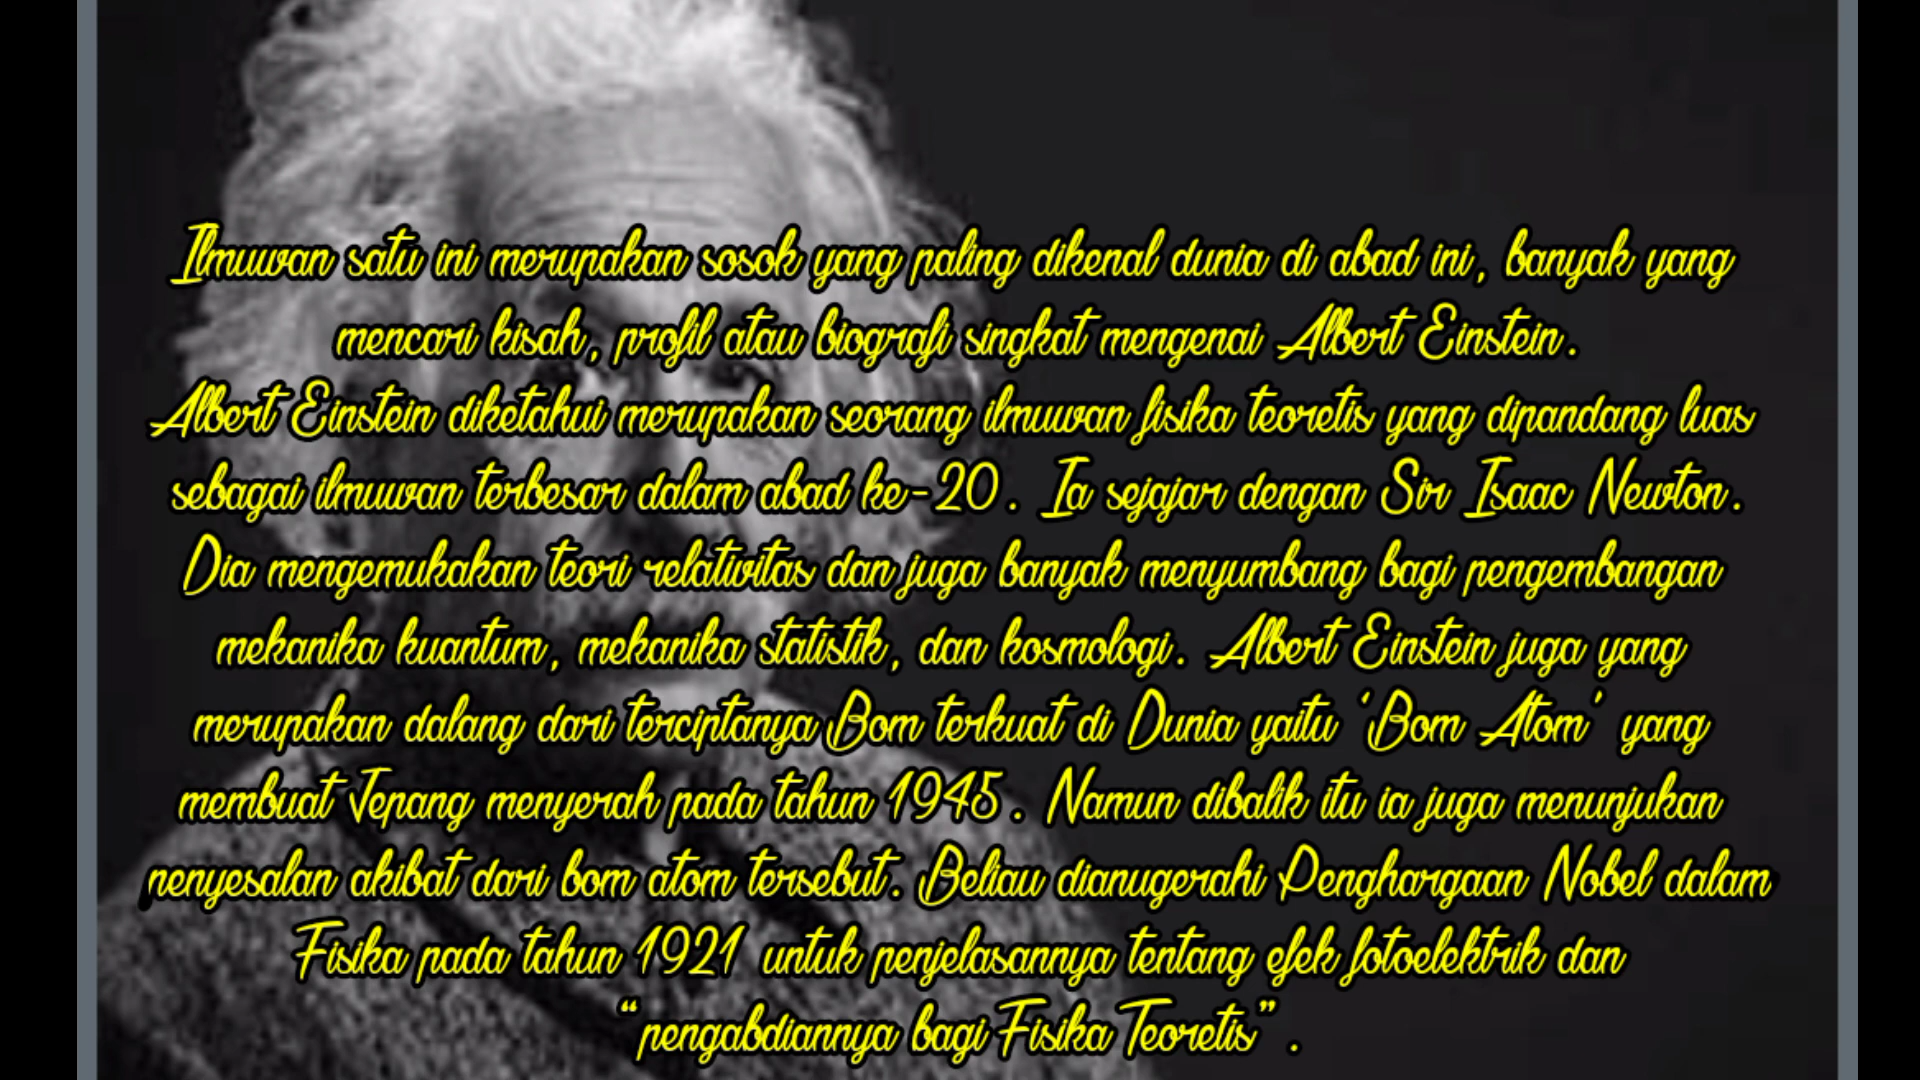 Ilmuwan satu ini merupakan sosok yang paling dikenal dunia di abad ini, banyak yang
mencari kisah, profil atau biografi singkat mengenai Albert Einstein.
Albert Einstein diketahui merupakan seorang ilmuwan fisika teoretis yang dipandang luas
sebagai ilmuwan terbesar dalam abad ke-20. Ia sejajar dengan Sir Isaac Newton.
Dia mengemukakan teori relativitas dan juga banyak menyumbang bagi pengembangan
mekanika kuantum, mekanika statistik, dan kosmologi. Albert Einstein juga yang
merupakan dalang dari terciptanya Bom terkuat di Dunia yaitu 'Bom Atom' yang
membuat Jepang menyerah pada tahun 1945. Namun dibalik itu ia juga menunjukan
penyesalan akibat dari bom atom tersebut. Beliau dianugerahi Penghargaan Nobel dalam
Fisika pada tahun 1921 untuk penjelasannya tentang efek fotoelektrik dan
“pengabdiannya bagi Fisika Teoretis”.